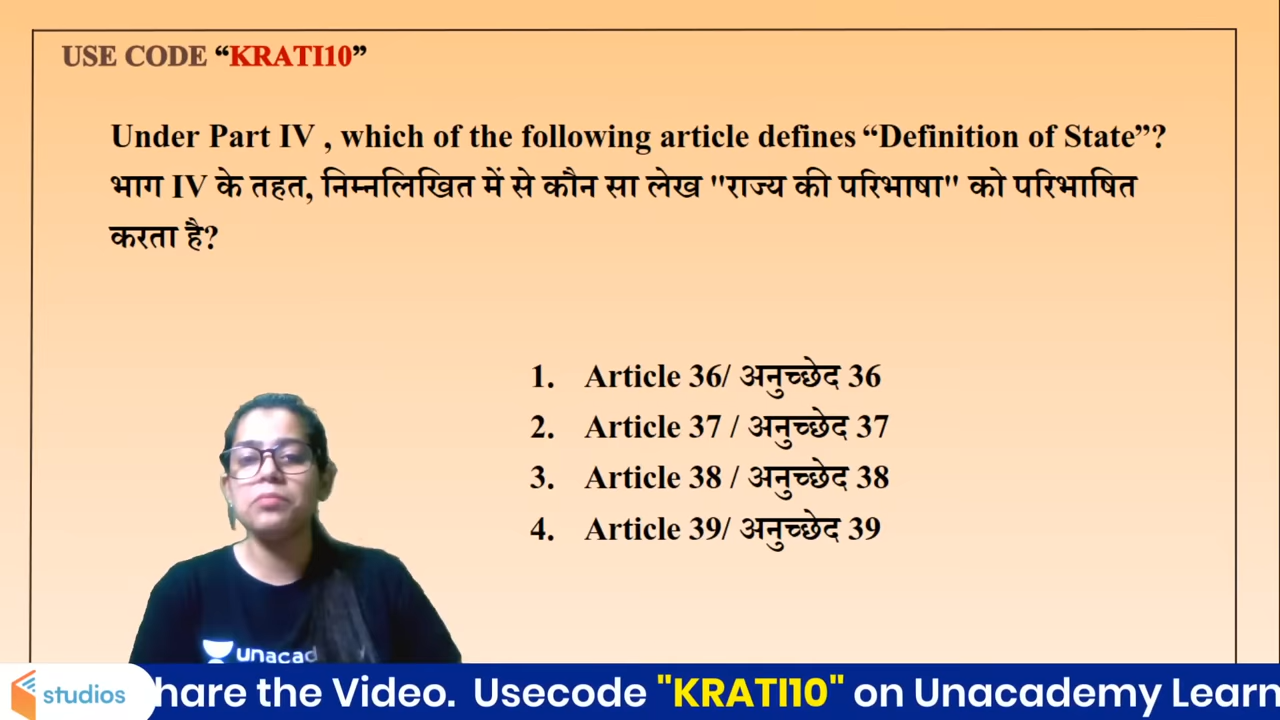 USE CODE “KRATI10”
Under Part IV , which of the following article defines “Definition of State”?
भाग IV के तहत, निम्नलिखित में से कौन सा लेख "राज्य की परिभाषा" को परिभाषित
करता है?
1. Article 36/ अनुच्छेद 36
2. Article 37 / अनुच्छेद 37
3. Article 38 / अनुच्छेद 38
4. Article 39/ अनुच्छेद 39
unacad
studios
hare the Video. Usecode "KRATI10" on Unacademy Learn